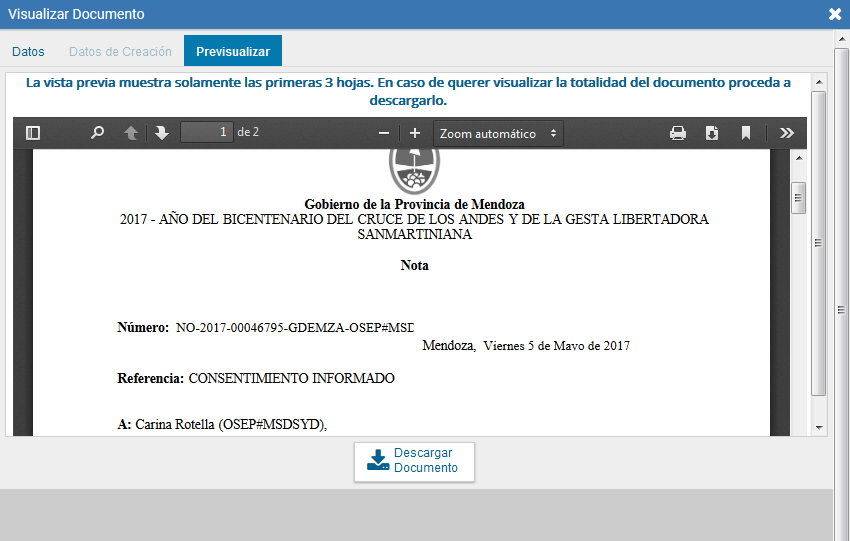 Visualizar Documento
Datos
Datos de Creación
Previsualizar
La vista previa muestra solamente las primeras 3 hojas. En caso de querer visualizar la totalidad del documento proceda a
descargarlo.
1 de 2
Zoom automático
Gobierno de la Provincia de Mendoza
2017 - AÑO DEL BICENTENARIO DEL CRUCE DE LOS ANDES Y DE LA GESTA LIBERTADORA
SANMARTINIANA
Nota
Número: NO-2017-00046795-GDEMZA-OSEP#MSD
Mendoza, Viernes 5 de Mayo de 2017
Referencia: CONSENTIMIENTO INFORMADO
A: Carina Rotella (OSEP#MSDSYD),
Descargar
Documento